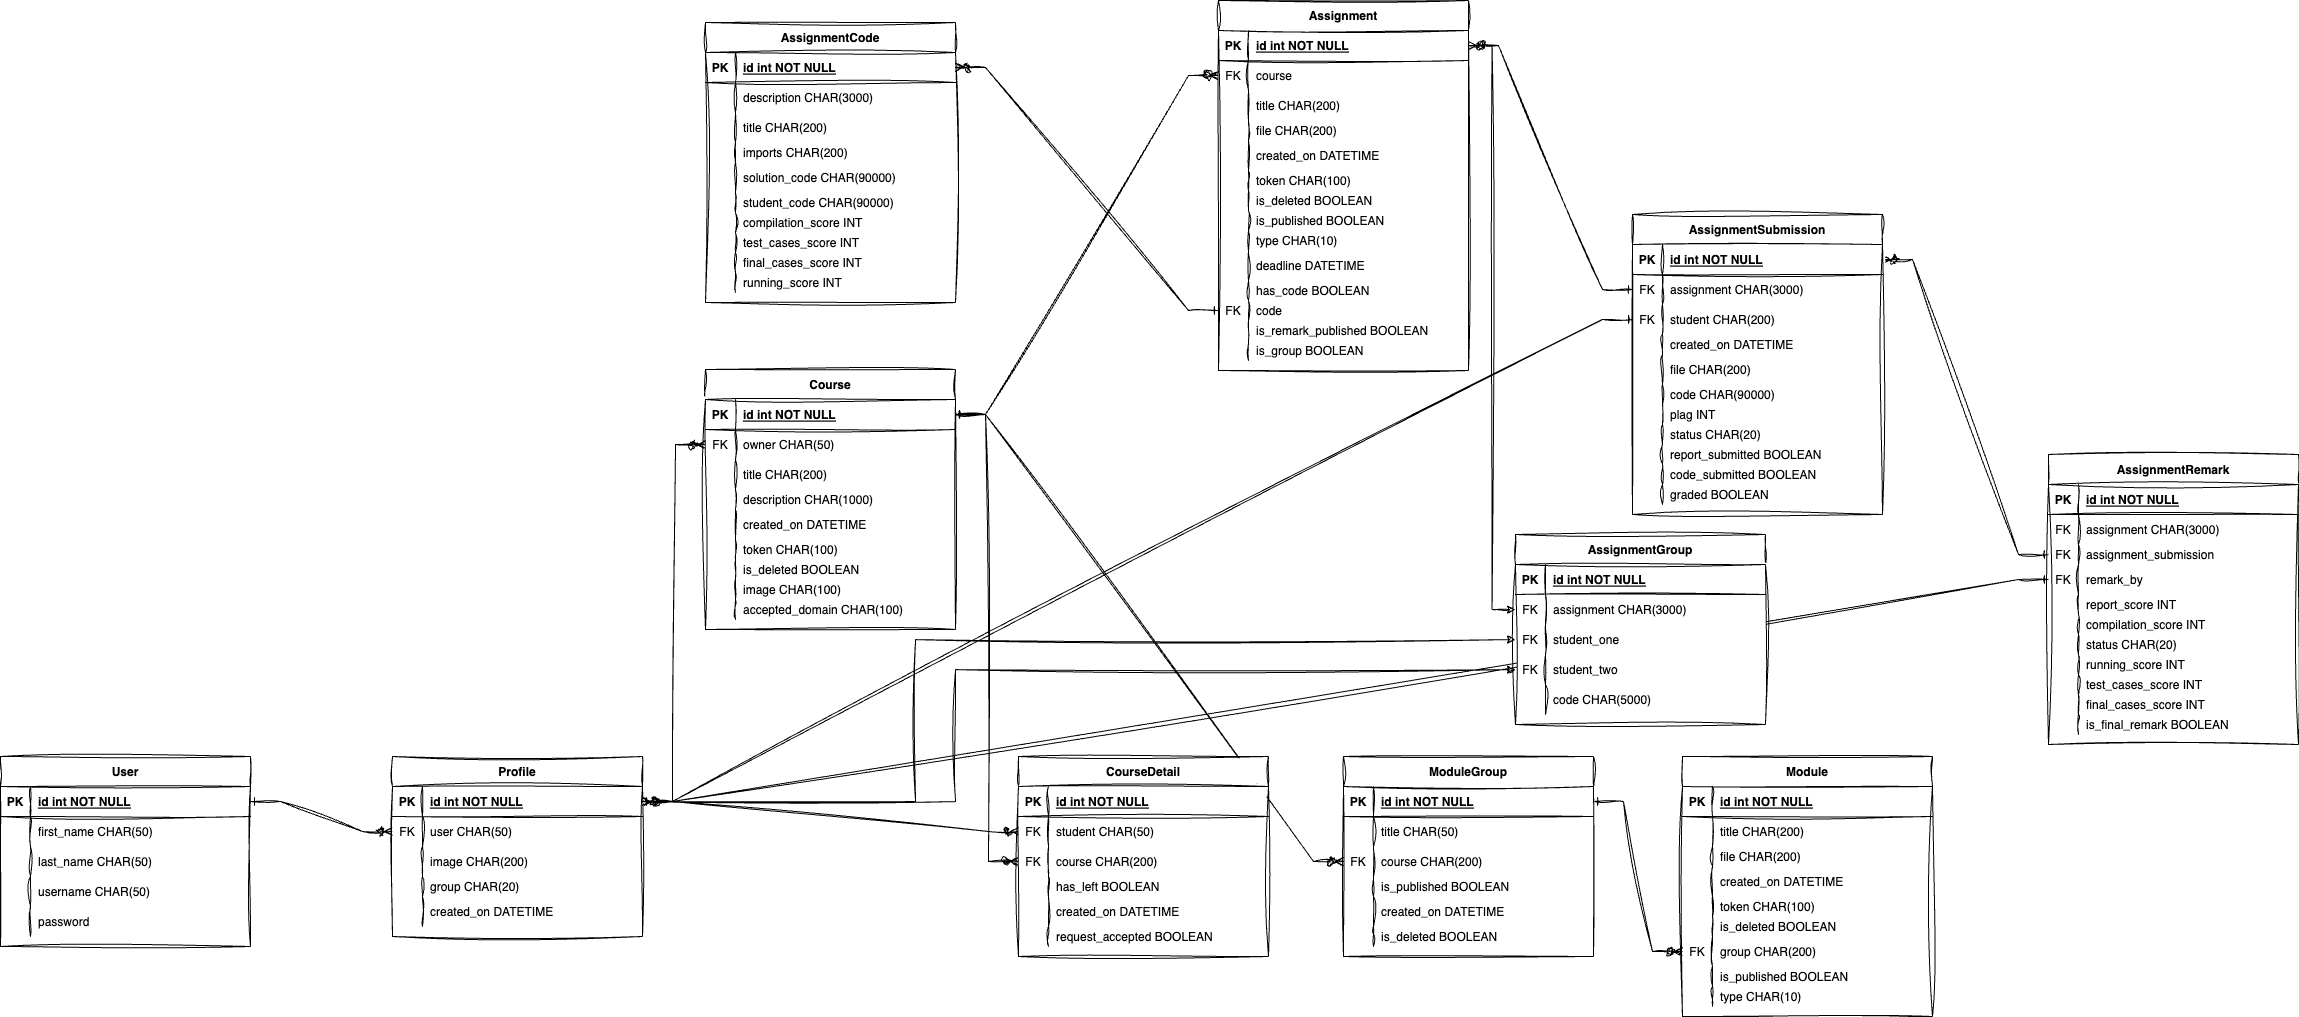 AssignmentCode
PK id int NOT NULL
description CHAR(3000)
title CHAR(200)
imports CHAR(200)
solution_code CHAR(90000)
student_code CHAR(90000)
compilation_score INT
test_cases_score INT
final_cases_score INT
running_score INT
Assignment
PK id int NOT NULL
FK course
title CHAR(200)
file CHAR(200)
created_on DATETIME
token CHAR(100)
is_deleted BOOLEAN
is_published BOOLEAN
type CHAR(10)
deadline DATETIME
has_code BOOLEAN
FK code
is_remark_published BOOLEAN
is_group BOOLEAN
AssignmentSubmission
PK id int NOT NULL
FK assignment CHAR(3000)
FK student CHAR(200)
created_on DATETIME
file CHAR(200)
code CHAR(90000)
plag INT
status CHAR(20)
report_submitted BOOLEAN
code_submitted BOOLEAN
graded BOOLEAN
Course
PK id int NOT NULL
FK owner CHAR(50)
title CHAR(200)
description CHAR(1000)
created_on DATETIME
token CHAR(100)
is_deleted BOOLEAN
image CHAR(100)
accepted_domain CHAR(100)
AssignmentRemark
PK id int NOT NULL
FK assignment CHAR(3000)
FK assignment_submission
FK remark_by
report_score INT
compilation_score INT
status CHAR(20)
running_score INT
test_cases_score INT
final_cases_score INT
is_final_remark BOOLEAN
AssignmentGroup
PK id int NOT NULL
FK assignment CHAR(3000)
FK student_one
FK student_two
code CHAR(5000)
User
PK id int NOT NULL
first_name CHAR(50)
last_name CHAR(50)
username CHAR(50)
password
Profile
PK id int NOT NULL
FK user CHAR(50)
image CHAR(200)
group CHAR(20)
created_on DATETIME
CourseDetail
PK id int NOT NULL
FK student CHAR(50)
FK course CHAR(200)
has_left BOOLEAN
created_on DATETIME
request_accepted BOOLEAN
ModuleGroup
PK id int NOT NULL
title CHAR(50)
FK course CHAR(200)
is_published BOOLEAN
created_on DATETIME
is_deleted BOOLEAN
Module
PK id int NOT NULL
title CHAR(200)
file CHAR(200)
created_on DATETIME
token CHAR(100)
is_deleted BOOLEAN
FK group CHAR(200)
is_published BOOLEAN
type CHAR(10)